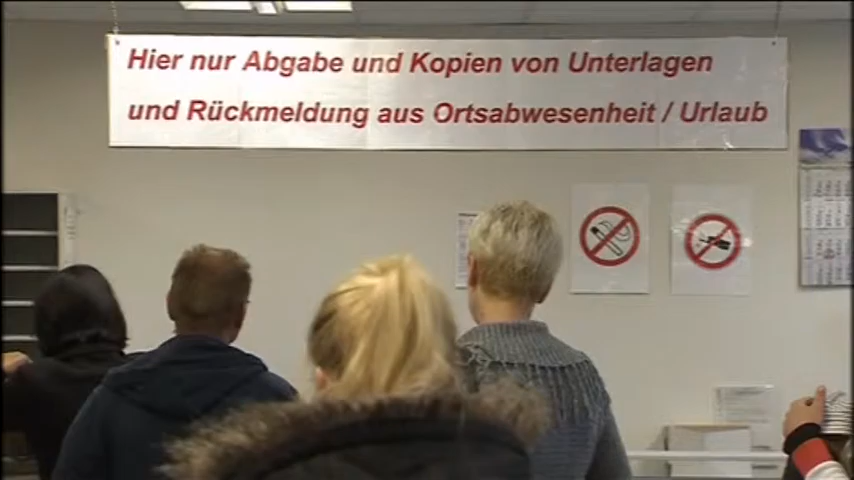 Hier nur Abgabe und Kopien von Unterlagen
und Rückmeldung aus Ortsabwesenheit / Urlaub